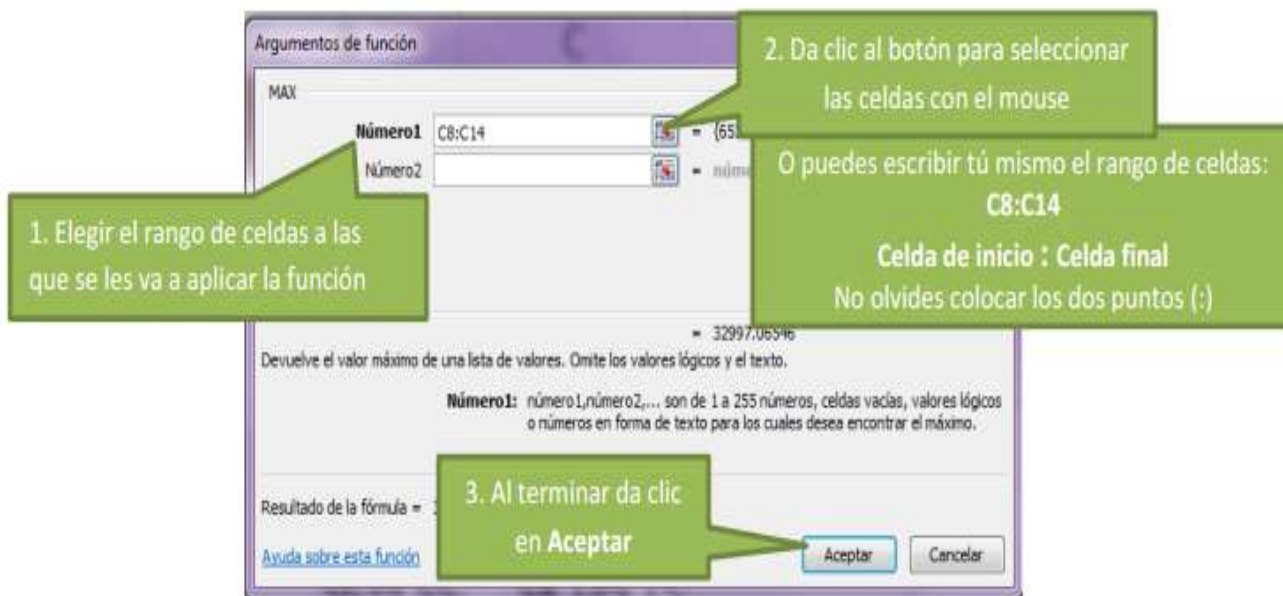 Argumentos de función
MAX
Número1 C8:C14 =
Número2 =
2. Da clic al botón para seleccionar
las celdas con el mouse
O puedes escribir tú mismo el rango de celdas:
C8:C14
Celda de inicio : Celda final
No olvides colocar los dos puntos (:)
1. Elegir el rango de celdas a las
que se les va a aplicar la función
= 32997.06546
Devuelve el valor máximo de una lista de valores. Omite los valores lógicos y el texto.
Número1: número1,número2,... son de 1 a 255 números, celdas vacías, valores lógicos
o números en forma de texto para los cuales desea encontrar el máximo.
3. Al terminar da clic
en Aceptar
Resultado de la fórmula =
Ayuda sobre esta función
Aceptar Cancelar